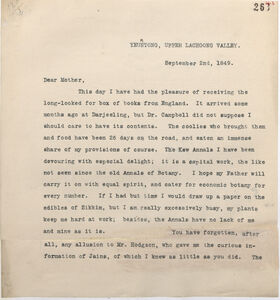 267
YEUMTONG, UPPER LACHOONG VALLEY.
September 2nd, 1849.
Dear Mother,
This day I have had the pleasure of receiving the
long-looked for box of books from England. It arrived some
months ago at Darjeeling, but Dr. Campbell did not suppose I
should care to have its contents. The coolies who brought them
and food have been 26 days on the road, and eaten an immense
share of my provisions of course. The Kew Annals I have been
devouring with especial delight; it is a capital work, the like
not seen since the old Annals of Botany. I hope my Father will
carry it on with equal spirit, and cater for economic botany for
every number. If I had but time I would draw up a paper on the
edibles of Sikkim, but I am really excessively busy, my plants
keep me hard at work; besides, the Annals have no lack of me
and mine as it is. You have forgotten, after
all, any allusion to Mr. Hodgson, who gave me the curious in-
formation of Jains, of which I knew as little as you did. The